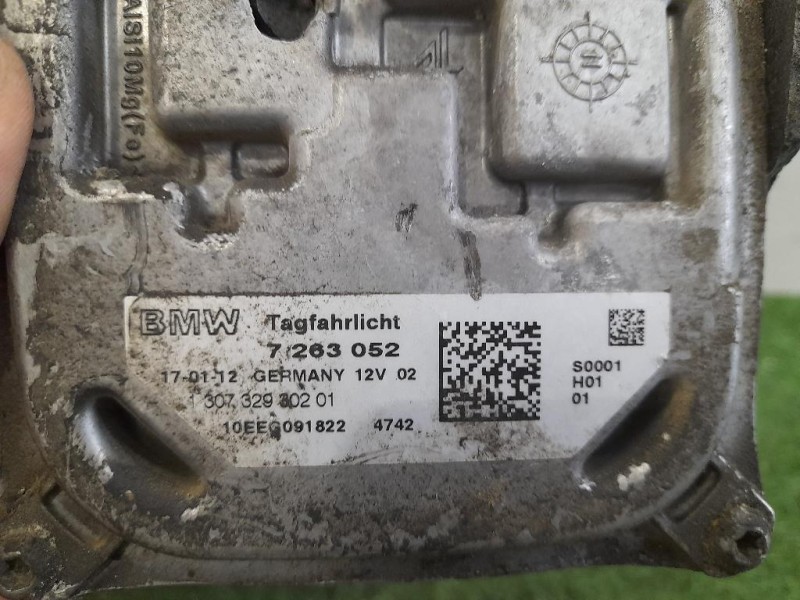 AlSi10Mg(Fe)
BMW Tagfahrlicht
7 263 052
17-01-12 GERMANY 12V 02
1 307 329 302 01
10EEG091822 4742
S0001
H01
01